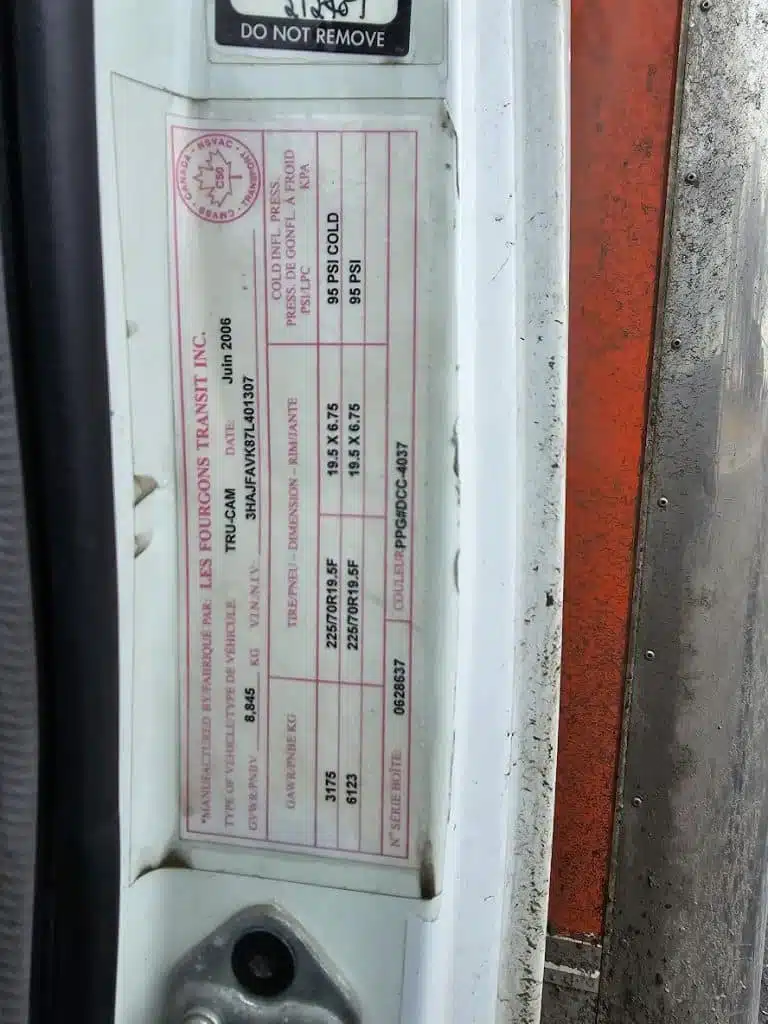 DO NOT REMOVE
CANADA • NSVAC • TRANSPORT • CMVSS •
C50
*MANUFACTURED BY/FABRIQUÉ PAR: LES FOURGONS TRANSIT INC.
TYPE OF VEHICLE/TYPE DE VÉHICULE TRU-CAM DATE: Juin 2006
GVWR/PNBV 8,845 KG V.I.N./N.I.V. 3HAJFAVK87L401307
GAWR/PNBE KG TIRE/PNEU – DIMENSION – RIM/JANTE COLD INFL. PRESS.
PRESS. DE GONFL. À FROID
PSI/LPC KPA
3175 225/70R19.5F 19.5 X 6.75 95 PSI COLD
6123 225/70R19.5F 19.5 X 6.75 95 PSI
Nº SÉRIE BOÎTE: 0628637 COULEUR PPG#DCC-4037